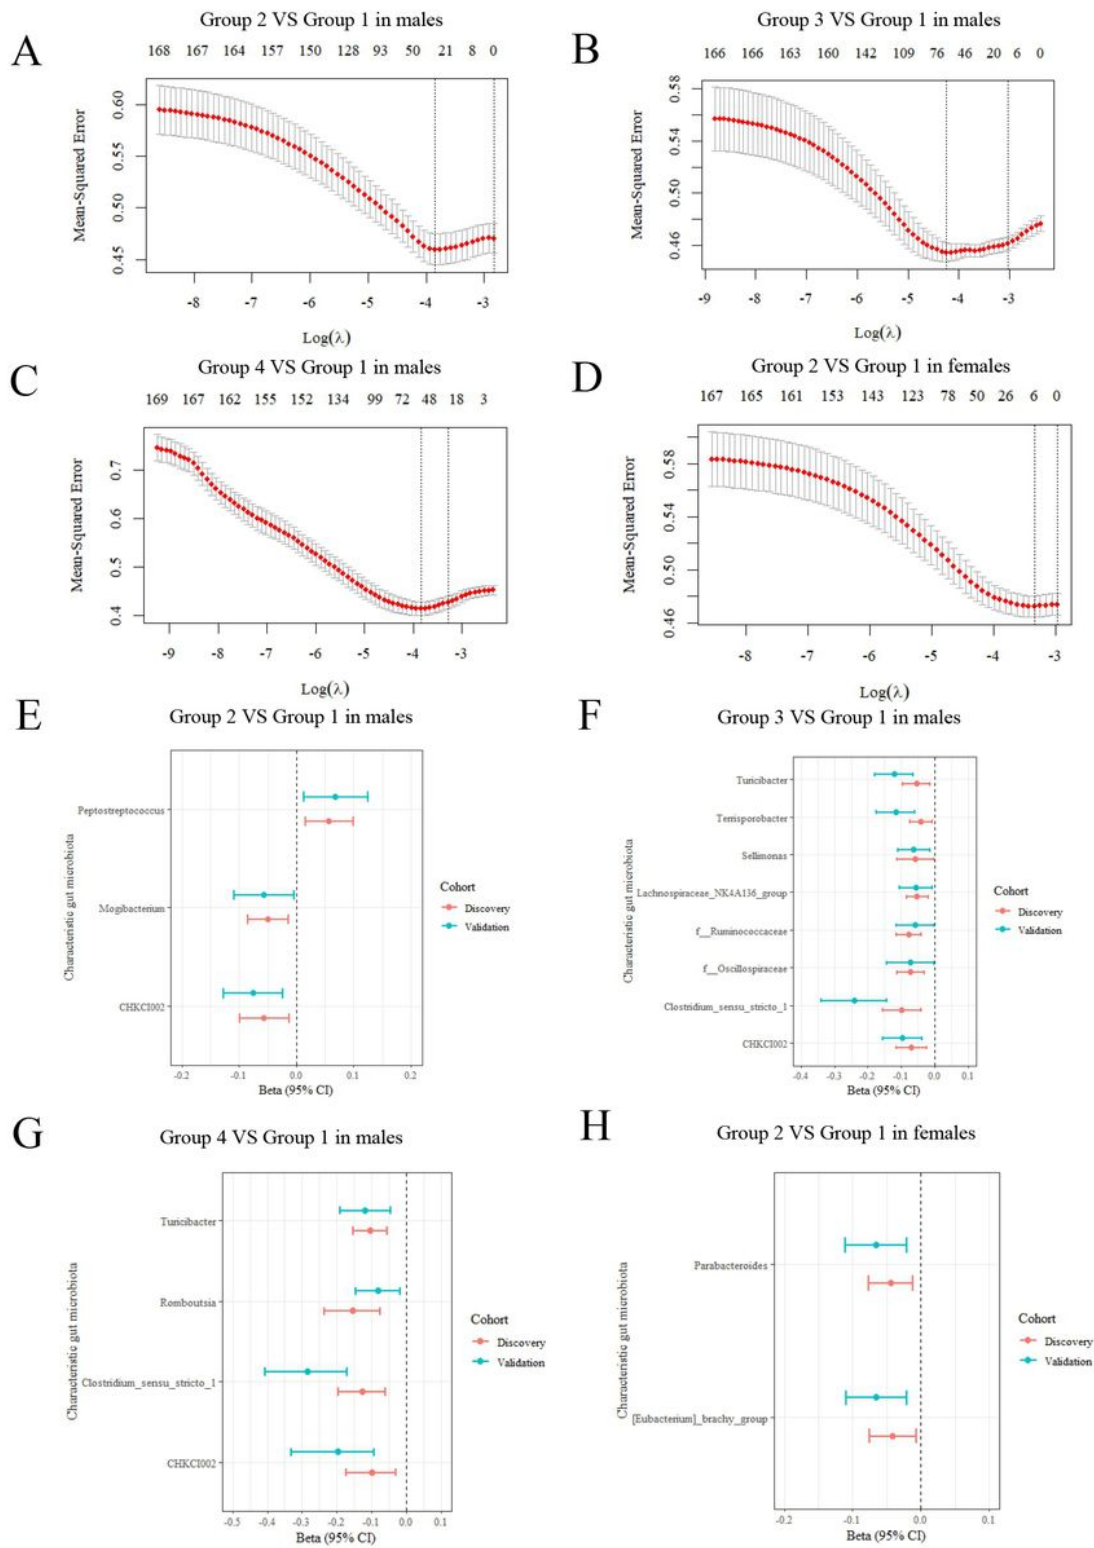 A
Group 2 VS Group 1 in males
168 167 164 157 150 128 93 50 21 8 0
Mean-Squared Error
0.60
0.55
0.50
0.45
-8 -7 -6 -5 -4 -3
Log(λ)
B
Group 3 VS Group 1 in males
166 166 163 160 142 109 76 46 20 6 0
Mean-Squared Error
0.58
0.54
0.50
0.46
-9 -8 -7 -6 -5 -4 -3
Log(λ)
C
Group 4 VS Group 1 in males
169 167 162 155 152 134 99 72 48 18 3
Mean-Squared Error
0.7
0.6
0.5
0.4
-9 -8 -7 -6 -5 -4 -3
Log(λ)
D
Group 2 VS Group 1 in females
167 165 161 153 143 123 78 50 26 6 0
Mean-Squared Error
0.58
0.54
0.50
0.46
-8 -7 -6 -5 -4 -3
Log(λ)
E
Group 2 VS Group 1 in males
Characteristic gut microbiota
Peptostreptococcus
Mogibacterium
CHKCI002
-0.2 -0.1 0.0 0.1 0.2
Beta (95% CI)
Cohort
Discovery
Validation
F
Group 3 VS Group 1 in males
Characteristic gut microbiota
Turicibacter
Terrisporobacter
Sellimonas
Lachnospiraceae_NK4A136_group
f__Ruminococcaceae
f__Oscillospiraceae
Clostridium_sensu_stricto_1
CHKCI002
-0.4 -0.3 -0.2 -0.1 0.0 0.1
Beta (95% CI)
Cohort
Discovery
Validation
G
Group 4 VS Group 1 in males
Characteristic gut microbiota
Turicibacter
Romboutsia
Clostridium_sensu_stricto_1
CHKCI002
-0.5 -0.4 -0.3 -0.2 -0.1 0.0 0.1
Beta (95% CI)
Cohort
Discovery
Validation
H
Group 2 VS Group 1 in females
Characteristic gut microbiota
Parabacteroides
[Eubacterium]_brachy_group
-0.2 -0.1 0.0 0.1
Beta (95% CI)
Cohort
Discovery
Validation